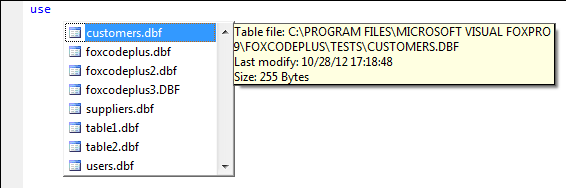 use
customers.dbf
foxcodeplus.dbf
foxcodeplus2.dbf
foxcodeplus3.DBF
suppliers.dbf
table1.dbf
table2.dbf
users.dbf
Table file: C:\PROGRAM FILES\MICROSOFT VISUAL FOXPRO
9\FOXCODEPLUS\TESTS\CUSTOMERS.DBF
Last modify: 10/28/12 17:18:48
Size: 255 Bytes